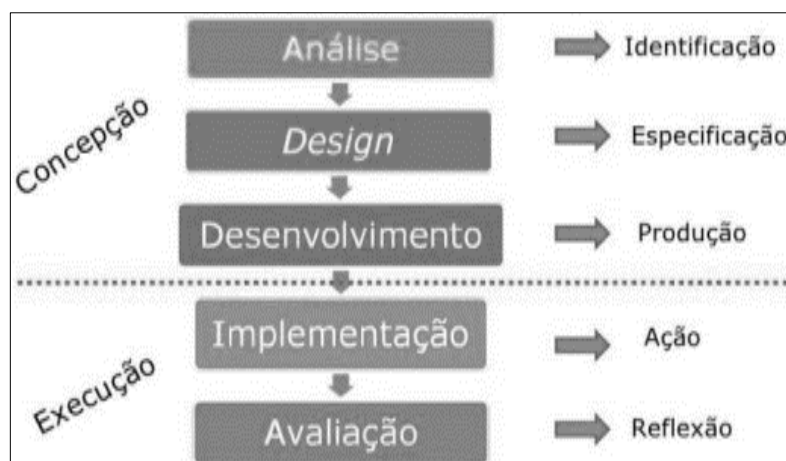 Concepção
Análise
Identificação
Design
Especificação
Desenvolvimento
Produção
Execução
Implementação
Ação
Avaliação
Reflexão